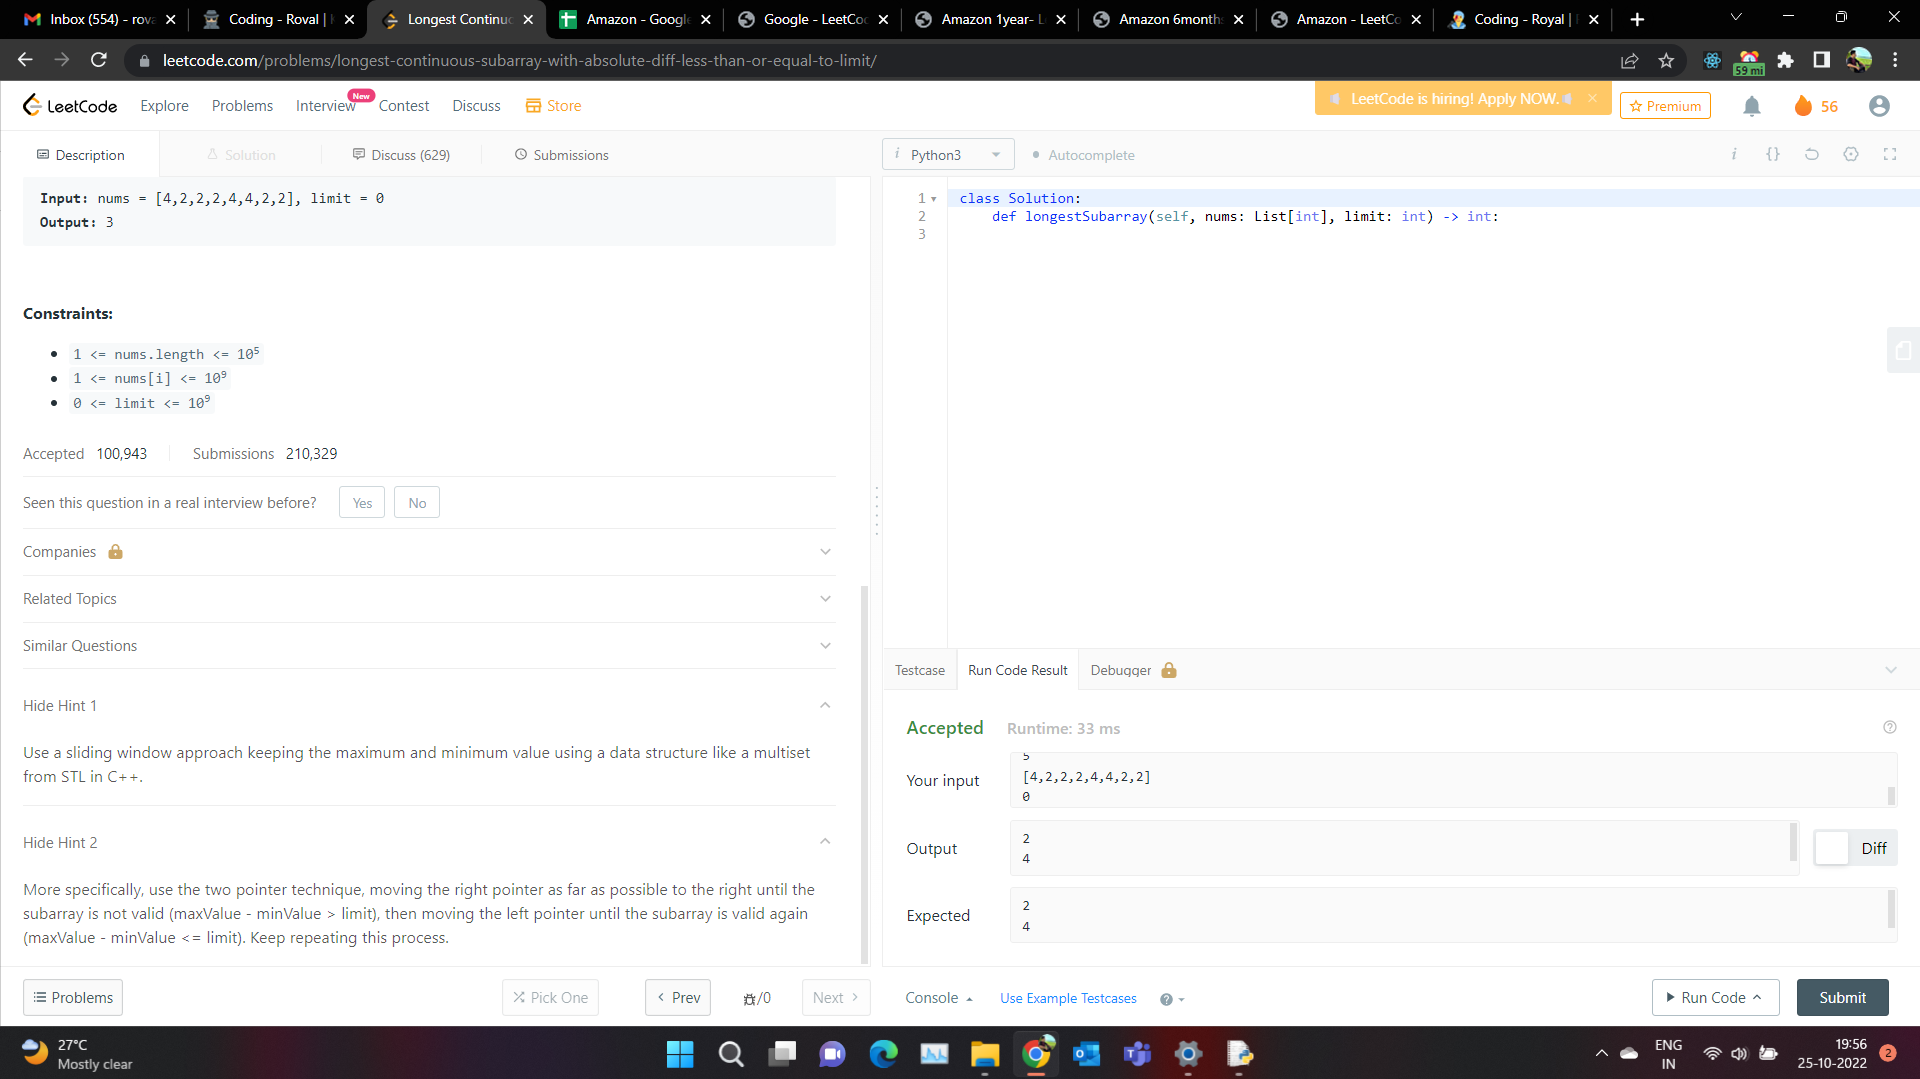 Inbox (554) - rova
Coding - Roval |
Longest Continuo
Amazon - Google
Google - LeetCo
Amazon 1year- L
Amazon 6months
Amazon - LeetCo
Coding - Royal |
leetcode.com/problems/longest-continuous-subarray-with-absolute-diff-less-than-or-equal-to-limit/
59 mi
LeetCode
Explore
Problems
Interview
New
Contest
Discuss
Store
LeetCode is hiring! Apply NOW.
Premium
56
Description
Solution
Discuss (629)
Submissions
i Python3
Autocomplete
i {}
Input: nums = [4,2,2,2,4,4,2,2], limit = 0
Output: 3
Constraints:
1 <= nums.length <= 10⁵
1 <= nums[i] <= 10⁹
0 <= limit <= 10⁹
Accepted 100,943 Submissions 210,329
Seen this question in a real interview before? Yes No
Companies
Related Topics
Similar Questions
Hide Hint 1
Use a sliding window approach keeping the maximum and minimum value using a data structure like a multiset
from STL in C++.
Hide Hint 2
More specifically, use the two pointer technique, moving the right pointer as far as possible to the right until the
subarray is not valid (maxValue - minValue > limit), then moving the left pointer until the subarray is valid again
(maxValue - minValue <= limit). Keep repeating this process.
Problems
Pick One
< Prev
/0
Next >
1 class Solution:
2 def longestSubarray(self, nums: List[int], limit: int) -> int:
3
Testcase
Run Code Result
Debugger
Accepted Runtime: 33 ms
Your input
5
[4,2,2,2,4,4,2,2]
0
Output
2
4
Diff
Expected
2
4
Console
Use Example Testcases
Run Code
Submit
27°C
Mostly clear
ENG
IN
19:56
25-10-2022
2